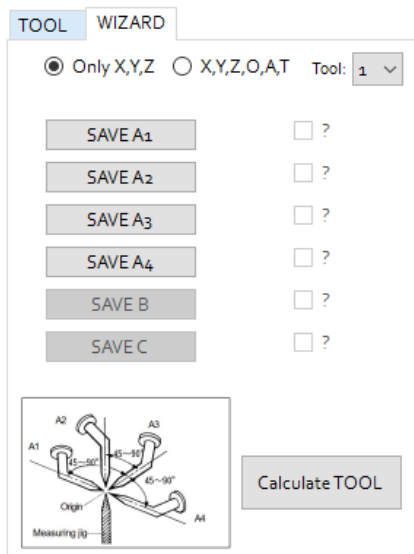 TOOL WIZARD
Only X,Y,Z X,Y,Z,O,A,T Tool: 1
SAVE A1 ?
SAVE A2 ?
SAVE A3 ?
SAVE A4 ?
SAVE B ?
SAVE C ?
A2
A3
A1
45~90°
45~90°
45~90°
Origin
A4
Measuring jig
Calculate TOOL